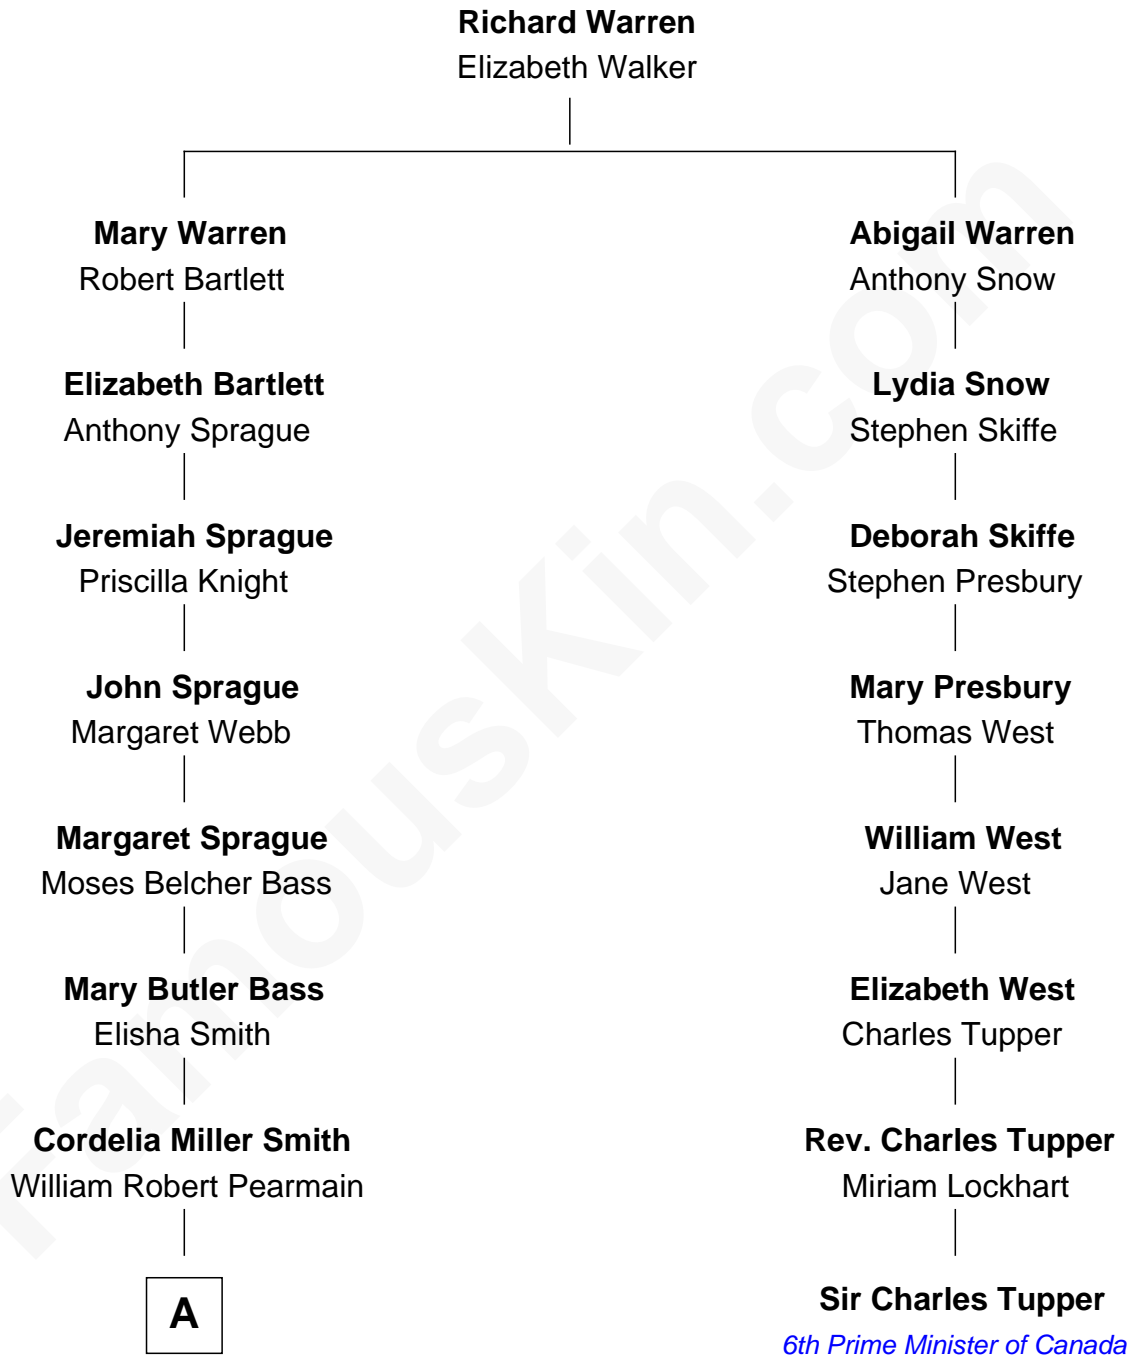 Richard Warren
Elizabeth Walker
Mary Warren
Robert Bartlett
Abigail Warren
Anthony Snow
Elizabeth Bartlett
Anthony Sprague
Lydia Snow
Stephen Skiffe
Jeremiah Sprague
Priscilla Knight
Deborah Skiffe
Stephen Presbury
John Sprague
Margaret Webb
Mary Presbury
Thomas West
Margaret Sprague
Moses Belcher Bass
William West
Jane West
Mary Butler Bass
Elisha Smith
Elizabeth West
Charles Tupper
Cordelia Miller Smith
William Robert Pearmain
Rev. Charles Tupper
Miriam Lockhart
A
Sir Charles Tupper
6th Prime Minister of Canada
FamousKin.com